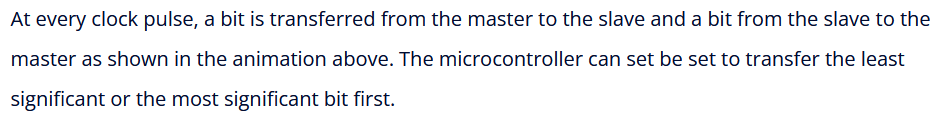 At every clock pulse, a bit is transferred from the master to the slave and a bit from the slave to the
master as shown in the animation above. The microcontroller can set be set to transfer the least
significant or the most significant bit first.